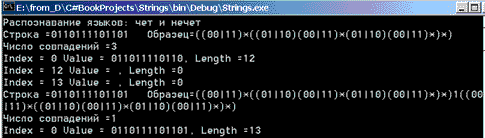 E:\from_D\C#BookProjects\Strings\bin\Debug\Strings.exe
Распознавание языков: чет и нечет
Строка =0110111101101   Образец=((00|11)*((01|10)(00|11)*(01|10)(00|11)*)*)
Число совпадений =3
Index = 0 Value = 011011110110, Length =12
Index = 12 Value = , Length =0
Index = 13 Value = , Length =0
Строка =0110111101101   Образец=((00|11)*((01|10)(00|11)*(01|10)(00|11)*)*)1((00
|11)*((01|10)(00|11)*(01|10)(00|11)*)*)
Число совпадений =1
Index = 0 Value = 0110111101101, Length =13